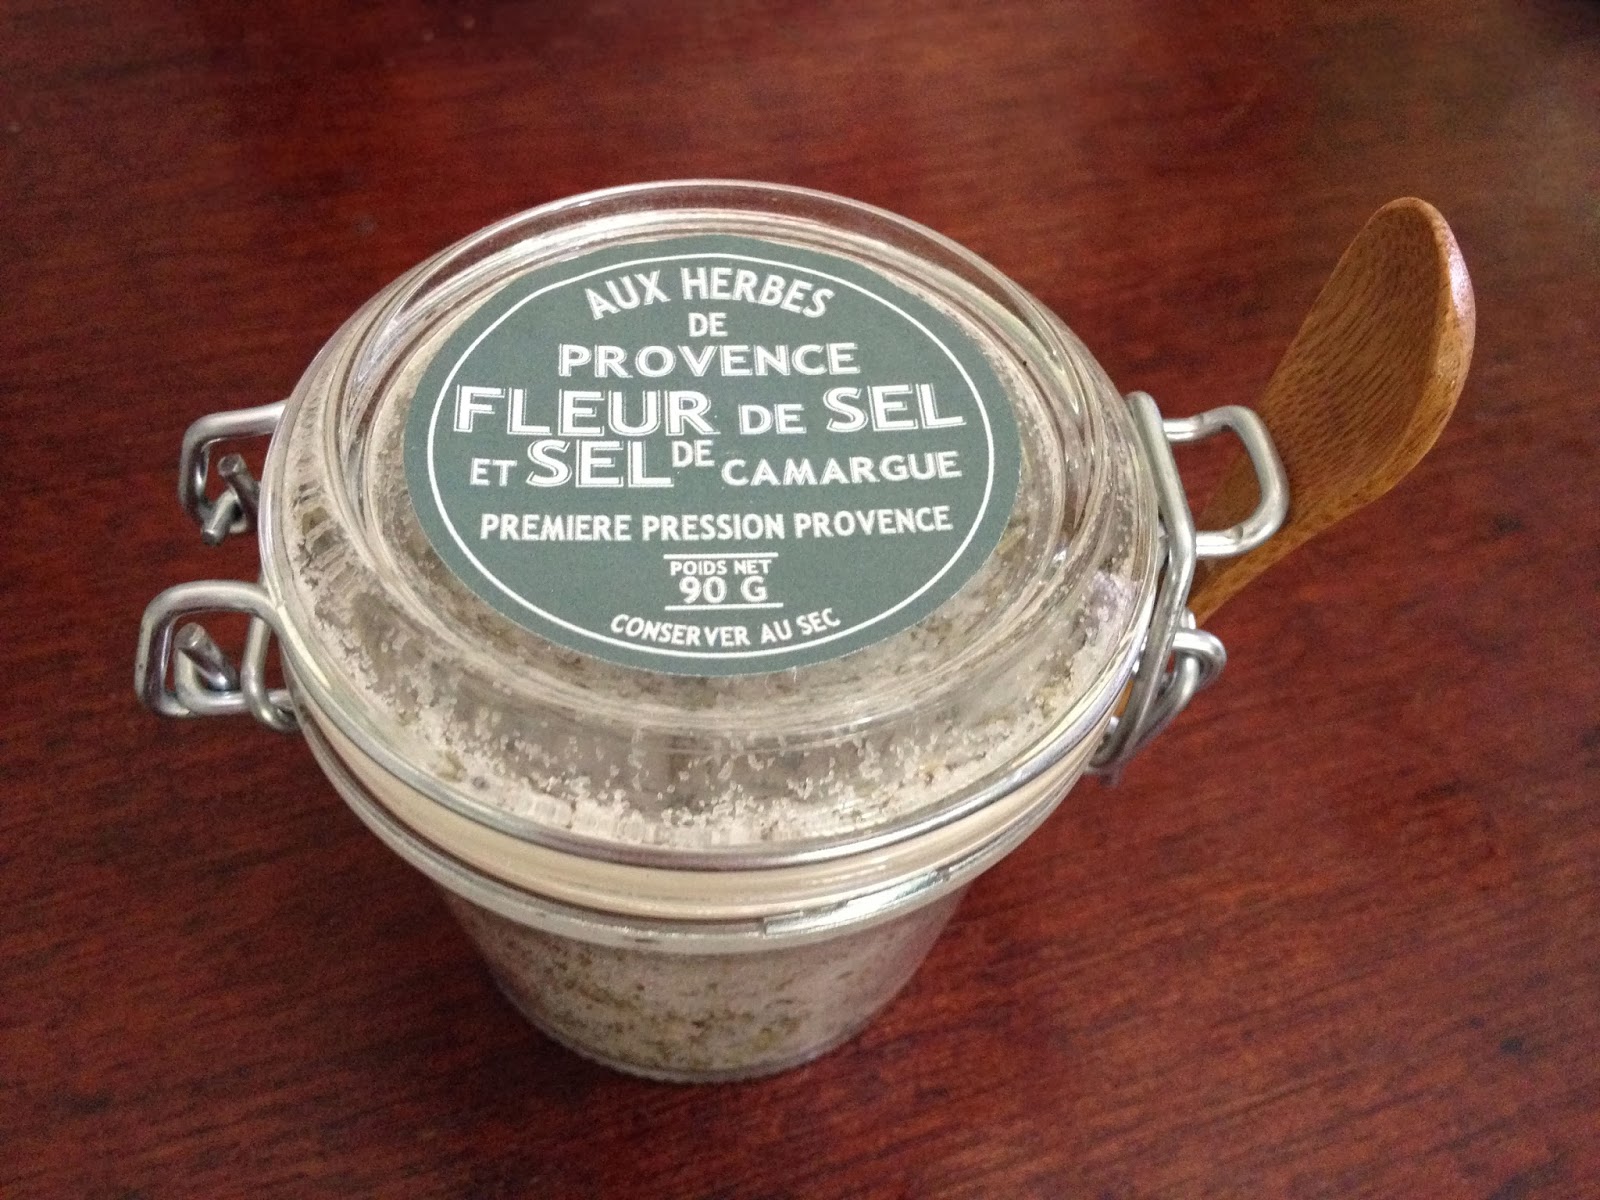 AUX HERBES
DE
PROVENCE
FLEUR DE SEL
ET SEL DE CAMARGUE
PREMIERE PRESSION PROVENCE
POIDS NET
90 G
CONSERVER AU SEC